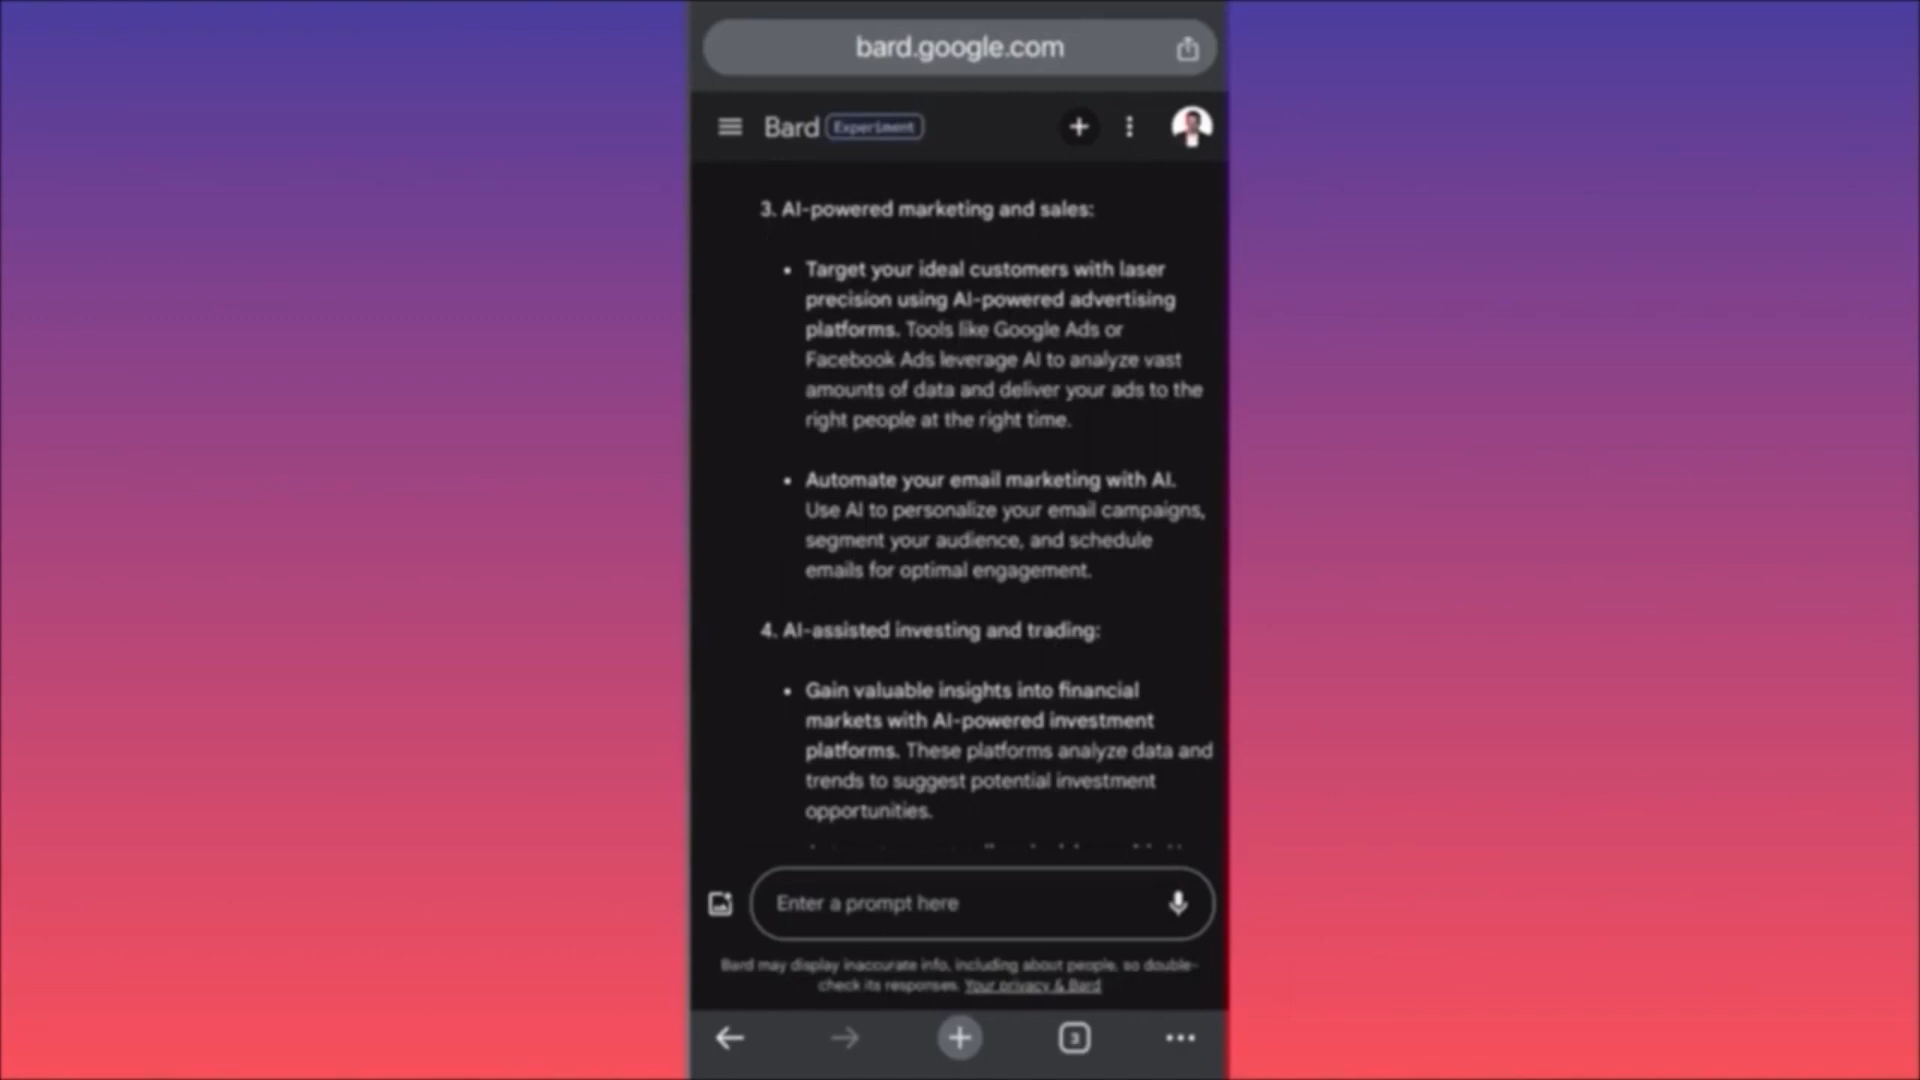 bard.google.com
Bard Experiment
3. AI-powered marketing and sales:
• Target your ideal customers with laser
precision using AI-powered advertising
platforms. Tools like Google Ads or
Facebook Ads leverage AI to analyze vast
amounts of data and deliver your ads to the
right people at the right time.
• Automate your email marketing with AI.
Use AI to personalize your email campaigns,
segment your audience, and schedule
emails for optimal engagement.
4. AI-assisted investing and trading:
• Gain valuable insights into financial
markets with AI-powered investment
platforms. These platforms analyze data and
trends to suggest potential investment
opportunities.
Enter a prompt here
Bard may display inaccurate info, including about people, so double-
check its responses. Your privacy & Bard
3